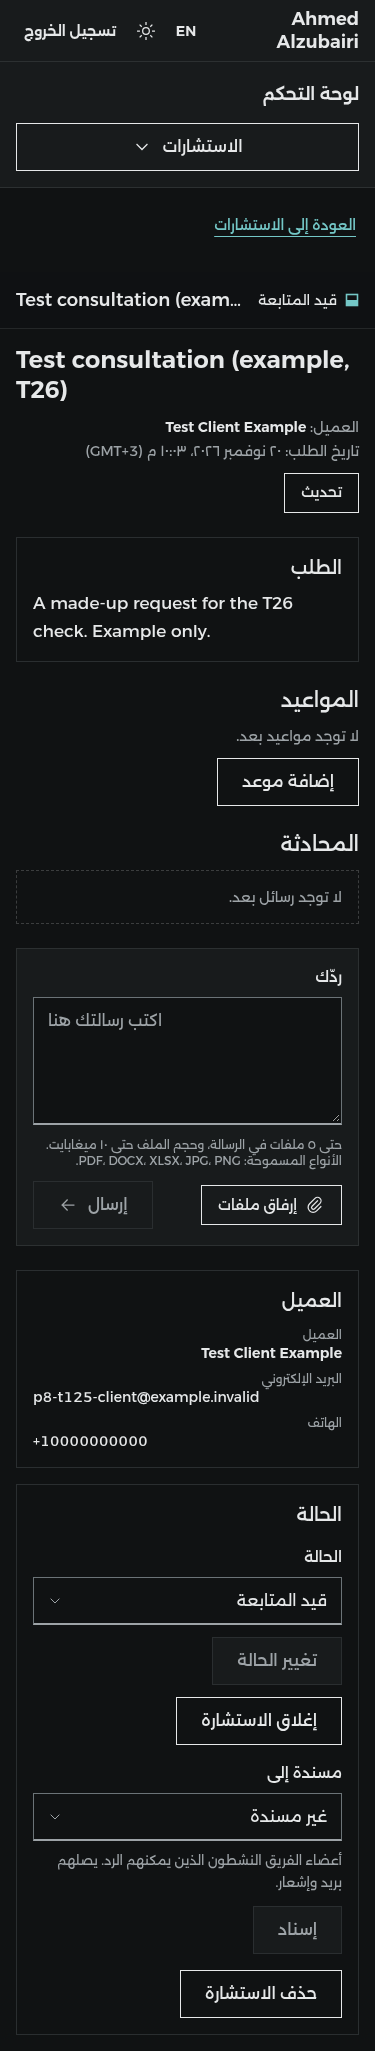 Ahmed
Alzubairi
EN
تسجيل الخروج
لوحة التحكم
الاستشارات
العودة إلى الاستشارات
قيد المتابعة
Test consultation (exam...
Test consultation (example,
T26)
العميل: Test Client Example
تاريخ الطلب: ٢٠ نوفمبر ٢٠٢٦، ١٠:٠٣ م (GMT+3)
تحديث
الطلب
A made-up request for the T26
check. Example only.
المواعيد
لا توجد مواعيد بعد.
إضافة موعد
المحادثة
لا توجد رسائل بعد.
ردّك
اكتب رسالتك هنا
حتى ٥ ملفات في الرسالة، وحجم الملف حتى ١٠ ميغابايت.
الأنواع المسموحة: PDF، DOCX، XLSX، JPG، PNG.
إرفاق ملفات
إرسال
العميل
العميل
Test Client Example
البريد الإلكتروني
p8-t125-client@example.invalid
الهاتف
+10000000000
الحالة
الحالة
قيد المتابعة
تغيير الحالة
إغلاق الاستشارة
مسندة إلى
غير مسندة
أعضاء الفريق النشطون الذين يمكنهم الرد. يصلهم
بريد وإشعار.
إسناد
حذف الاستشارة